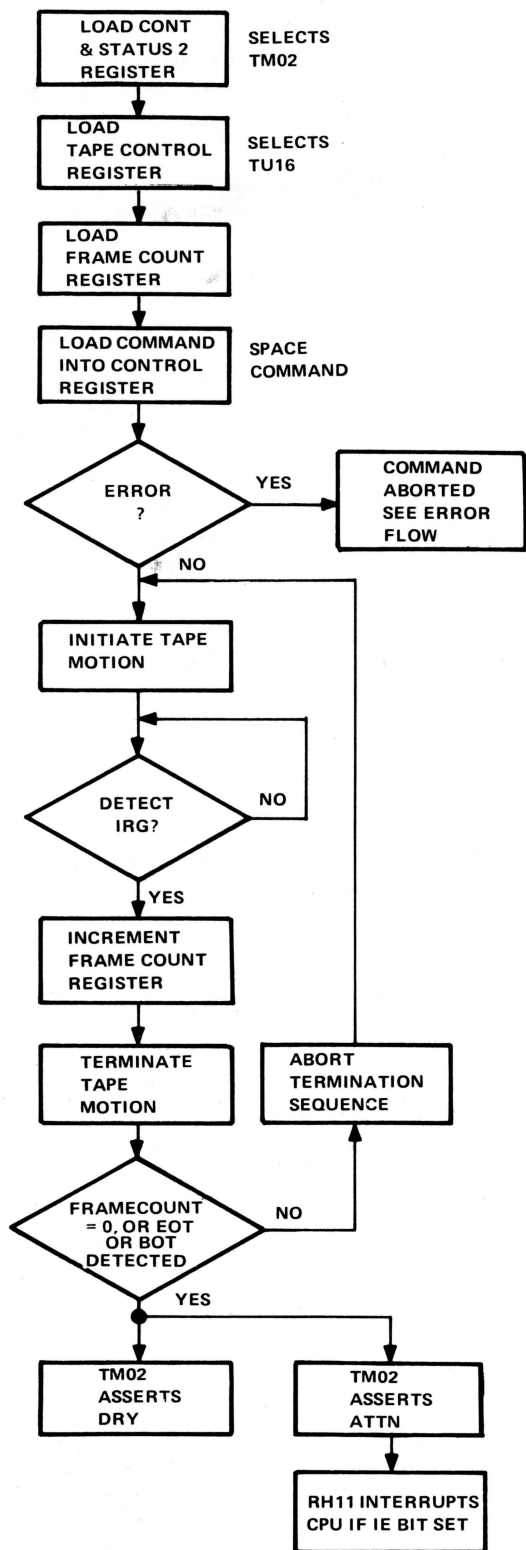 LOAD CONT
& STATUS 2
REGISTER
SELECTS
TM02
LOAD
TAPE CONTROL
REGISTER
SELECTS
TU16
LOAD
FRAME COUNT
REGISTER
LOAD COMMAND
INTO CONTROL
REGISTER
SPACE
COMMAND
ERROR
?
YES
COMMAND
ABORTED
SEE ERROR
FLOW
NO
INITIATE TAPE
MOTION
DETECT
IRG?
NO
YES
INCREMENT
FRAME COUNT
REGISTER
TERMINATE
TAPE
MOTION
ABORT
TERMINATION
SEQUENCE
FRAMECOUNT
= 0, OR EOT
OR BOT
DETECTED
NO
YES
TM02
ASSERTS
DRY
TM02
ASSERTS
ATTN
RH11 INTERRUPTS
CPU IF IE BIT SET